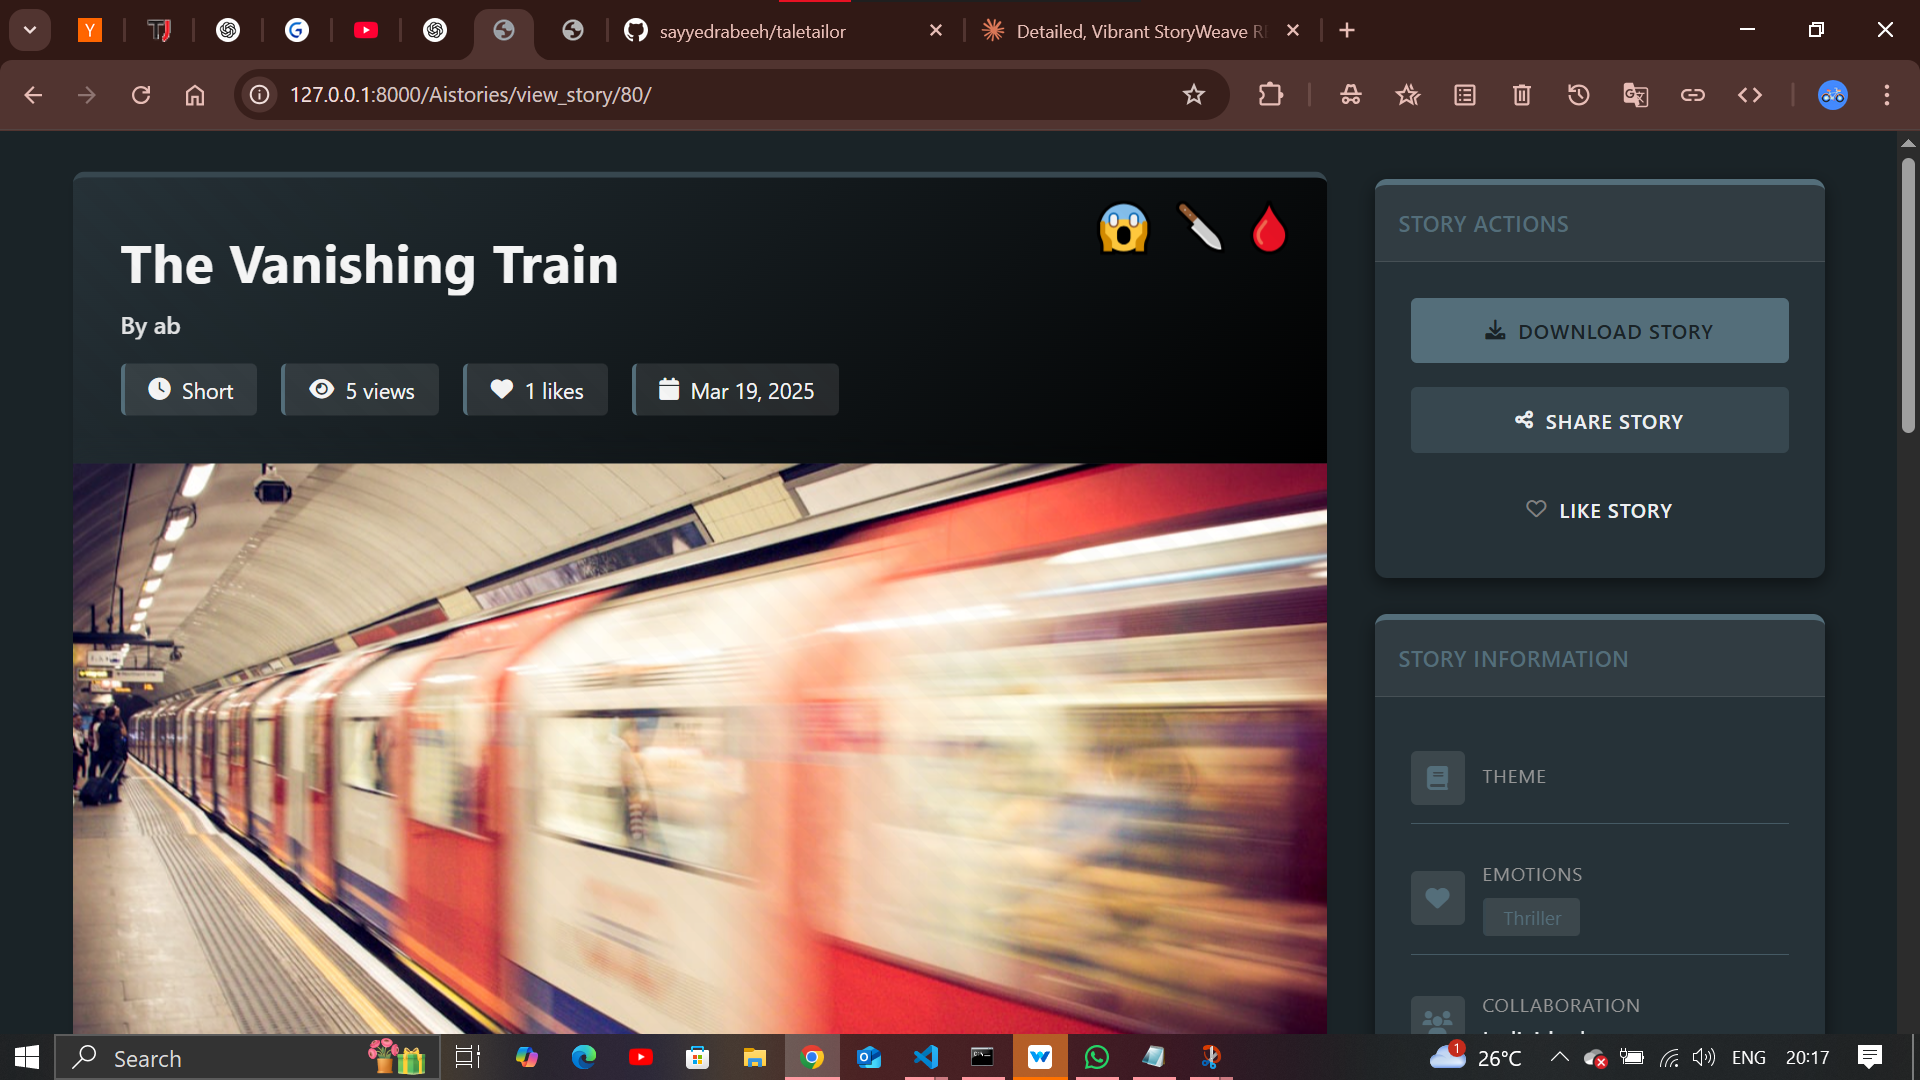 Y
TJ
G
sayyedrabeeh/taletailor
Detailed, Vibrant StoryWeave R
127.0.0.1:8000/Aistories/view_story/80/
The Vanishing Train
By ab
Short
5 views
1 likes
Mar 19, 2025
STORY ACTIONS
DOWNLOAD STORY
SHARE STORY
LIKE STORY
STORY INFORMATION
THEME
EMOTIONS
Thriller
COLLABORATION
Search
1
26°C
ENG
20:17